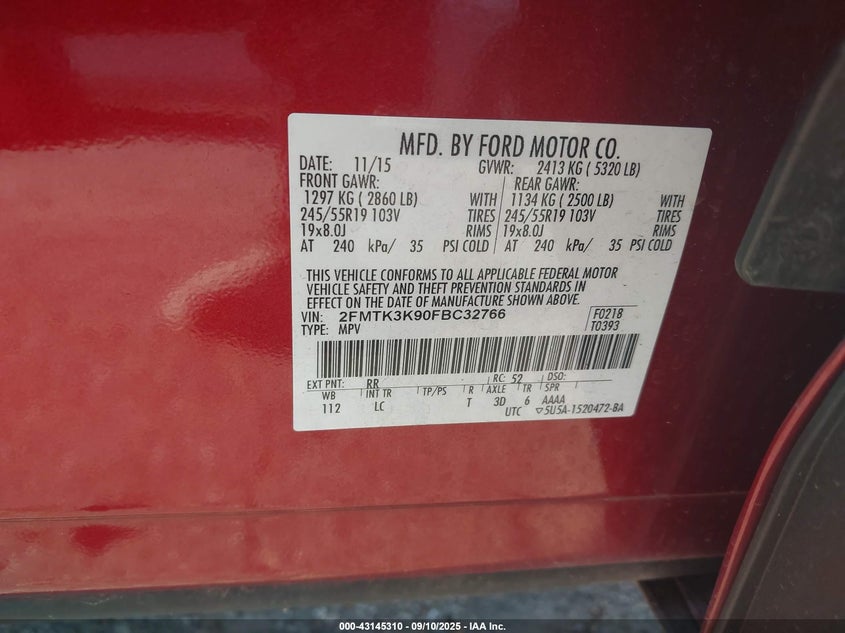 MFD. BY FORD MOTOR CO.
DATE: 11/15 GVWR: 2413 KG ( 5320 LB)
FRONT GAWR: REAR GAWR:
1297 KG ( 2860 LB) WITH 1134 KG ( 2500 LB) WITH
245/55R19 103V TIRES 245/55R19 103V TIRES
19x8.0J RIMS 19x8.0J RIMS
AT 240 kPa/ 35 PSI COLD AT 240 kPa/ 35 PSI COLD
THIS VEHICLE CONFORMS TO ALL APPLICABLE FEDERAL MOTOR
VEHICLE SAFETY AND THEFT PREVENTION STANDARDS IN
EFFECT ON THE DATE OF MANUFACTURE SHOWN ABOVE.
VIN: 2FMTK3K90FBC32766 F0218
TYPE: MPV T0393
EXT PNT: RR RC: 52 DSO:
WB INT TR TP/PS R AXLE TR SPR
112 LC T 3D 6 AAAA
UTC ▽5U5A-1520472-BA
000-43145310 - 09/10/2025 - IAA Inc.